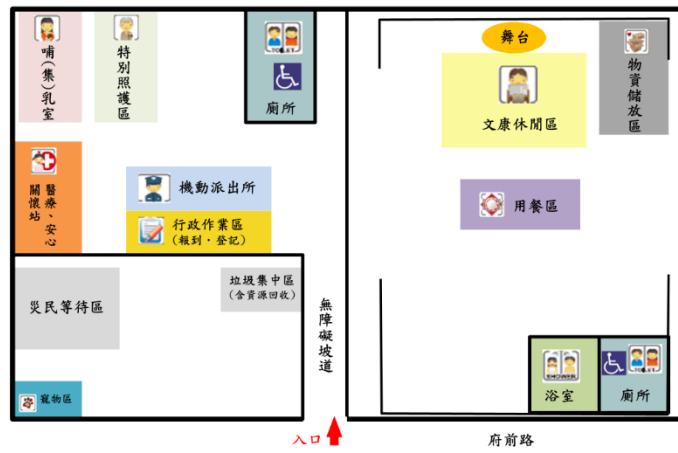 哺(集)乳室
特別照護區
TOILET
廁所
舞台
文康休閒區
物資儲放區
醫療、安心
關懷站
機動派出所
行政作業區
(報到．登記)
用餐區
災民等待區
垃圾集中區
(含資源回收)
無障礙坡道
寵物區
SHOWER
浴室
TOILET
廁所
入口
府前路